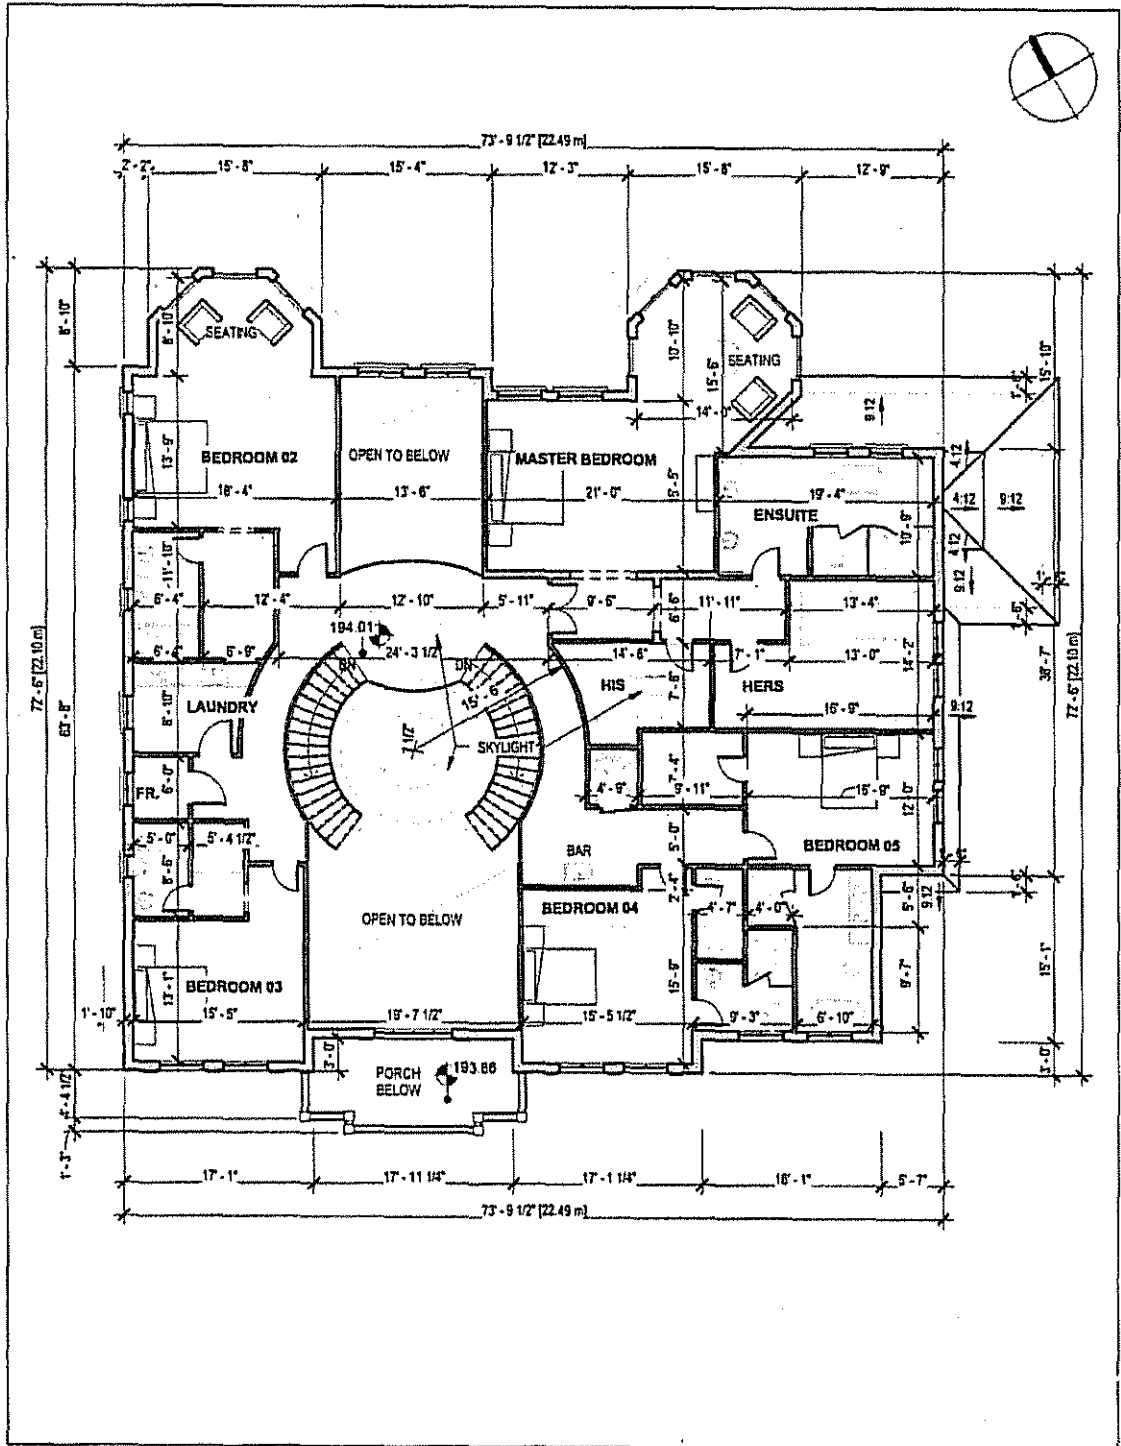 73'-9 1/2" [22.49 m]
2'-2" 15'-8" 15'-4" 12'-3" 15'-8" 12'-9"
8'-10"
8'-10"
SEATING
10'-10"
15'-6"
SEATING
15'-10"
14'-0"
9:12
13'-9"
BEDROOM 02
OPEN TO BELOW
MASTER BEDROOM
4:12
16'-4" 13'-6" 21'-0" 19'-4"
4:12 9:12
ENSUITE
10'-9"
4:12
11'-10"
9:12
6'-4" 12'-4" 12'-10" 5'-11" 9'-6" 6'-6" 11'-11" 13'-4"
194.01
72'-6" [22.10 m]
63'-8"
6'-9" 24'-3 1/2" 14'-6" 7'-1" 13'-0"
14'-2"
38'-7"
72'-6" [22.10 m]
DN DN
15'-6"
HIS
7'-6"
HERS
LAUNDRY
8'-10"
16'-9"
9:12
7 1/2"
SKYLIGHT
FR.
6'-0"
4'-9" 9'-11"
7'-4"
15'-9"
12'-0"
5'-0" 5'-4 1/2"
BAR
5'-0"
BEDROOM 05
2'-4"
OPEN TO BELOW
BEDROOM 04
4'-7" 4'-0"
5'-6"
9:12
BEDROOM 03
13'-1"
15'-9"
9'-7"
15'-1"
1'-10" 15'-5" 19'-7 1/2" 15'-5 1/2" 9'-3" 6'-10"
3'-0"
PORCH
BELOW
193.86
3'-0"
4'-4 1/2"
1'-3"
17'-1" 17'-11 1/4" 17'-1 1/4" 16'-1" 5'-7"
73'-9 1/2" [22.49 m]